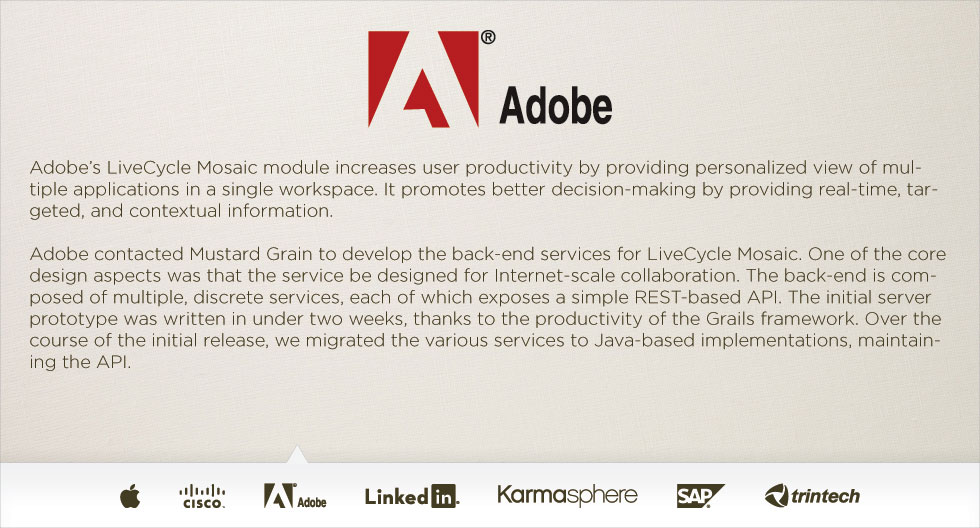 ®
Adobe
Adobe’s LiveCycle Mosaic module increases user productivity by providing personalized view of mul-
tiple applications in a single workspace. It promotes better decision-making by providing real-time, tar-
geted, and contextual information.
Adobe contacted Mustard Grain to develop the back-end services for LiveCycle Mosaic. One of the core
design aspects was that the service be designed for Internet-scale collaboration. The back-end is com-
posed of multiple, discrete services, each of which exposes a simple REST-based API. The initial server
prototype was written in under two weeks, thanks to the productivity of the Grails framework. Over the
course of the initial release, we migrated the various services to Java-based implementations, maintain-
ing the API.
CISCO Adobe Linked in Karmasphere SAP trintech